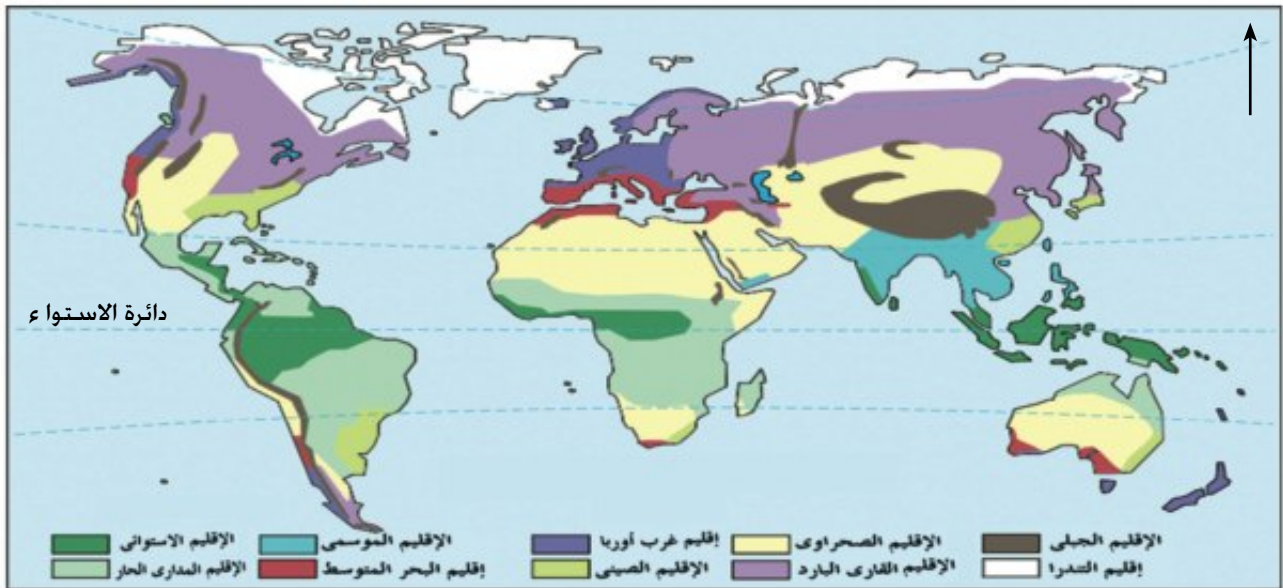 دائرة الاستواء
الإقليم الاستوائى
الإقليم الموسمى
إقليم غرب أوربا
الإقليم الصحراوى
الإقليم الجبلى
الإقليم المدارى الحار
إقليم البحر المتوسط
الإقليم الصينى
الإقليم القارى البارد
إقليم التندرا